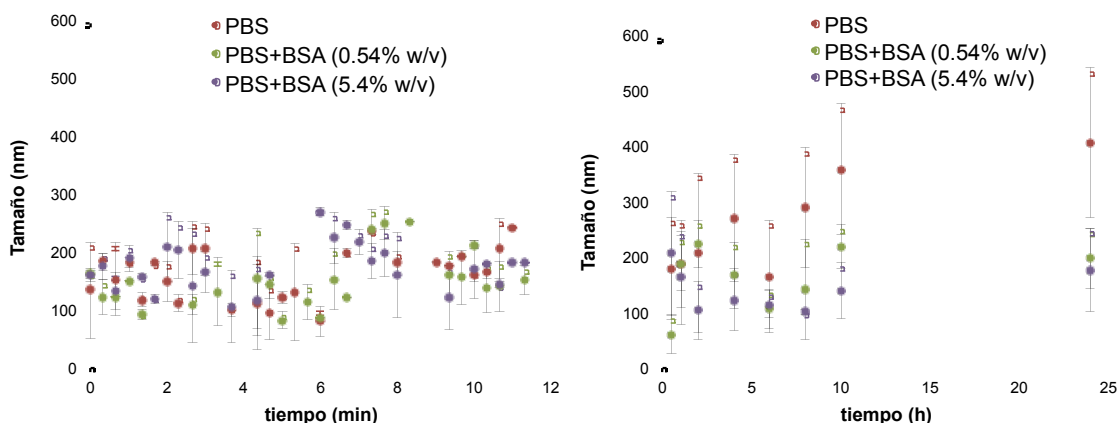 600
500
400
300
200
100
0
Tamaño (nm)
PBS
PBS+BSA (0.54% w/v)
PBS+BSA (5.4% w/v)
0 2 4 6 8 10 12
tiempo (min)
600
500
400
300
200
100
0
Tamaño (nm)
PBS
PBS+BSA (0.54% w/v)
PBS+BSA (5.4% w/v)
0 5 10 15 20 25
tiempo (h)